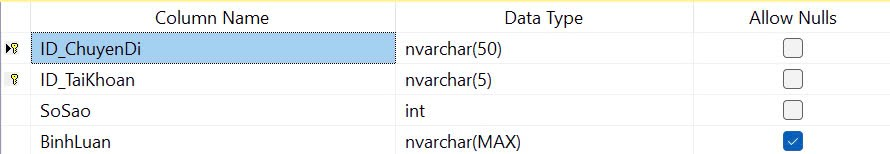 Column Name Data Type Allow Nulls
ID_ChuyenDi nvarchar(50)
ID_TaiKhoan nvarchar(5)
SoSao int
BinhLuan nvarchar(MAX)